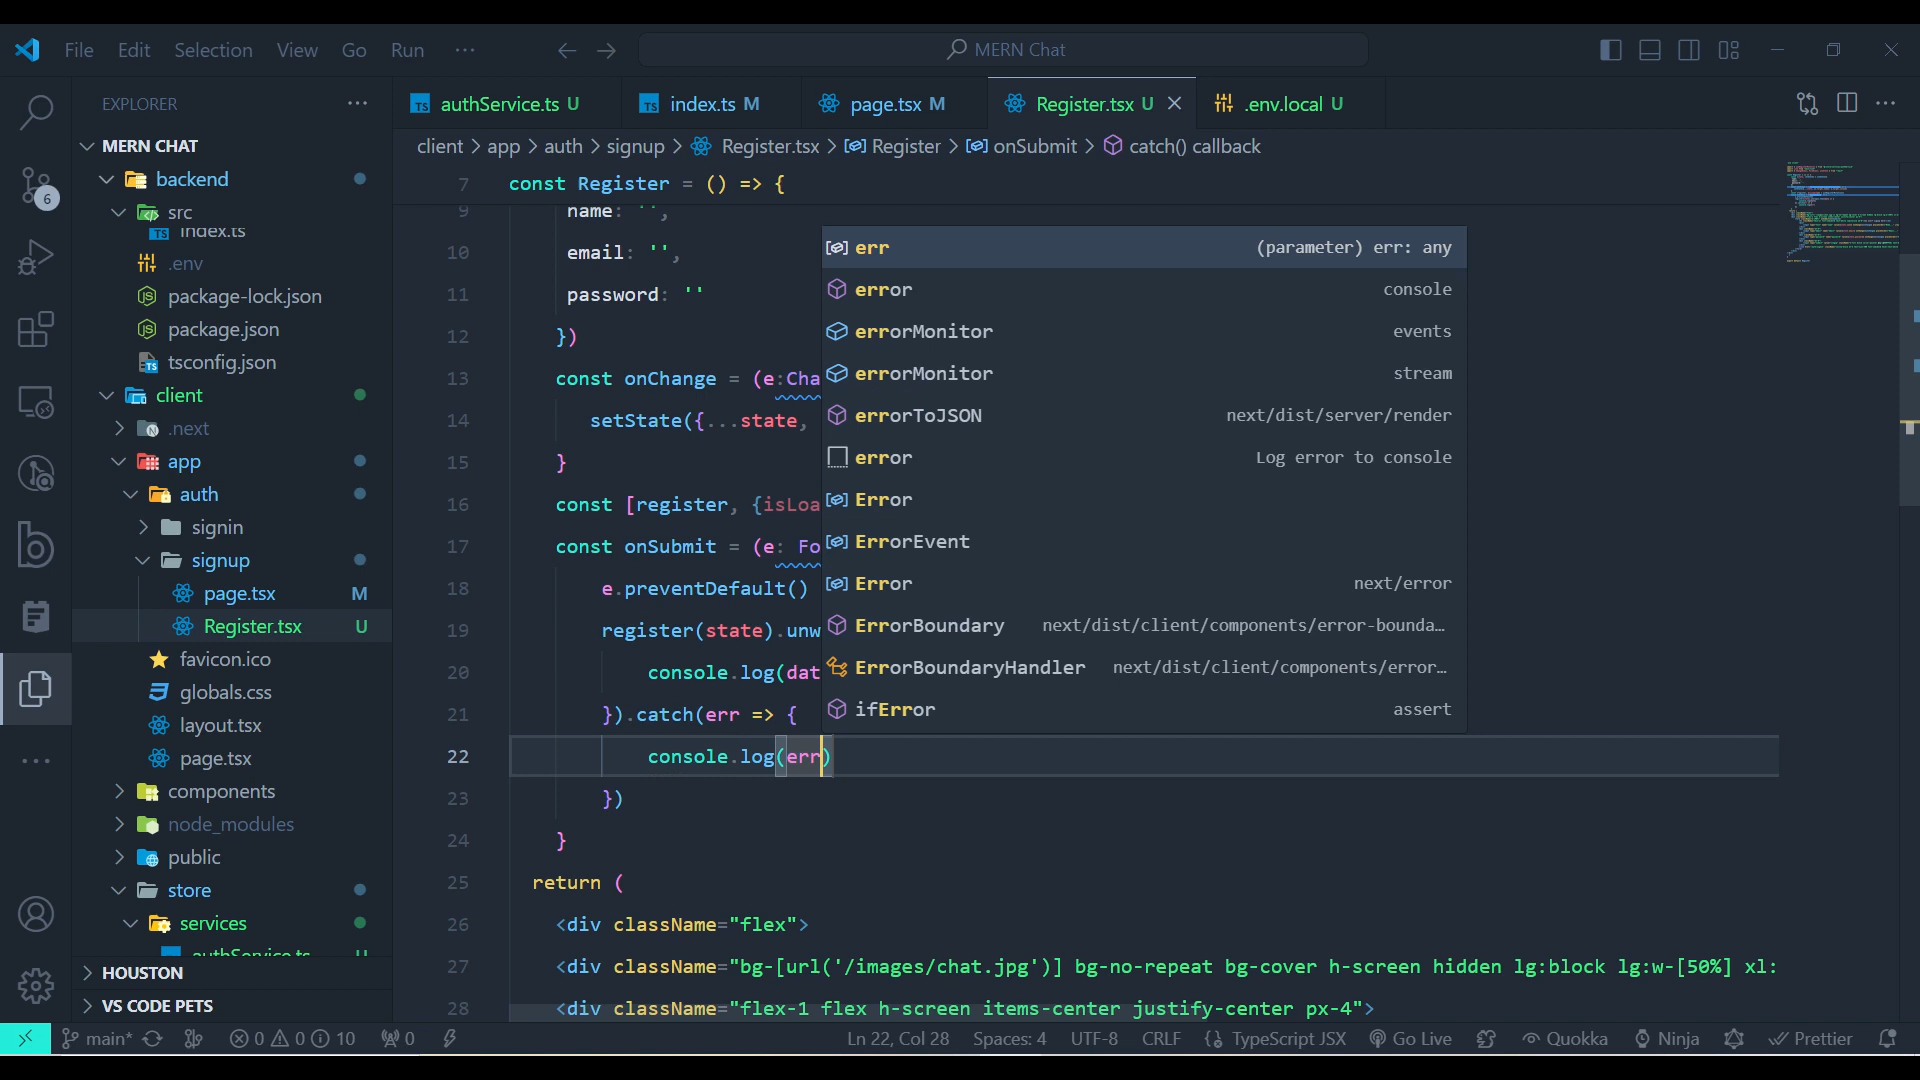 File Edit Selection View Go Run ··· MERN Chat
EXPLORER ···
MERN CHAT
backend
src
index.ts
.env
package-lock.json
package.json
tsconfig.json
client
.next
app
auth
signin
signup
page.tsx M
Register.tsx U
favicon.ico
globals.css
layout.tsx
page.tsx
components
node_modules
public
store
services
authService.ts U
HOUSTON
VS CODE PETS
6
authService.ts U index.ts M page.tsx M Register.tsx U .env.local U
client > app > auth > signup > Register.tsx > Register > onSubmit > catch() callback
7 const Register = () => {
9 name: '',
10 email: '',
11 password: ''
12 })
13 const onChange = (e:Cha
14 setState({...state,
15 }
16 const [register, {isLoa
17 const onSubmit = (e: Fo
18 e.preventDefault()
19 register(state).unw
20 console.log(dat
21 }).catch(err => {
22 console.log(err)
23 })
24 }
25 return (
26 <div className="flex">
27 <div className="bg-[url('/images/chat.jpg')] bg-no-repeat bg-cover h-screen hidden lg:block lg:w-[50%] xl:
28 <div className="flex-1 flex h-screen items-center justify-center px-4">
err (parameter) err: any
error console
errorMonitor events
errorMonitor stream
errorToJSON next/dist/server/render
error Log error to console
Error
ErrorEvent
Error next/error
ErrorBoundary next/dist/client/components/error-bounda…
ErrorBoundaryHandler next/dist/client/components/error…
ifError assert
main* 0 0 10 0 Ln 22, Col 28 Spaces: 4 UTF-8 CRLF TypeScript JSX Go Live Quokka Ninja Prettier